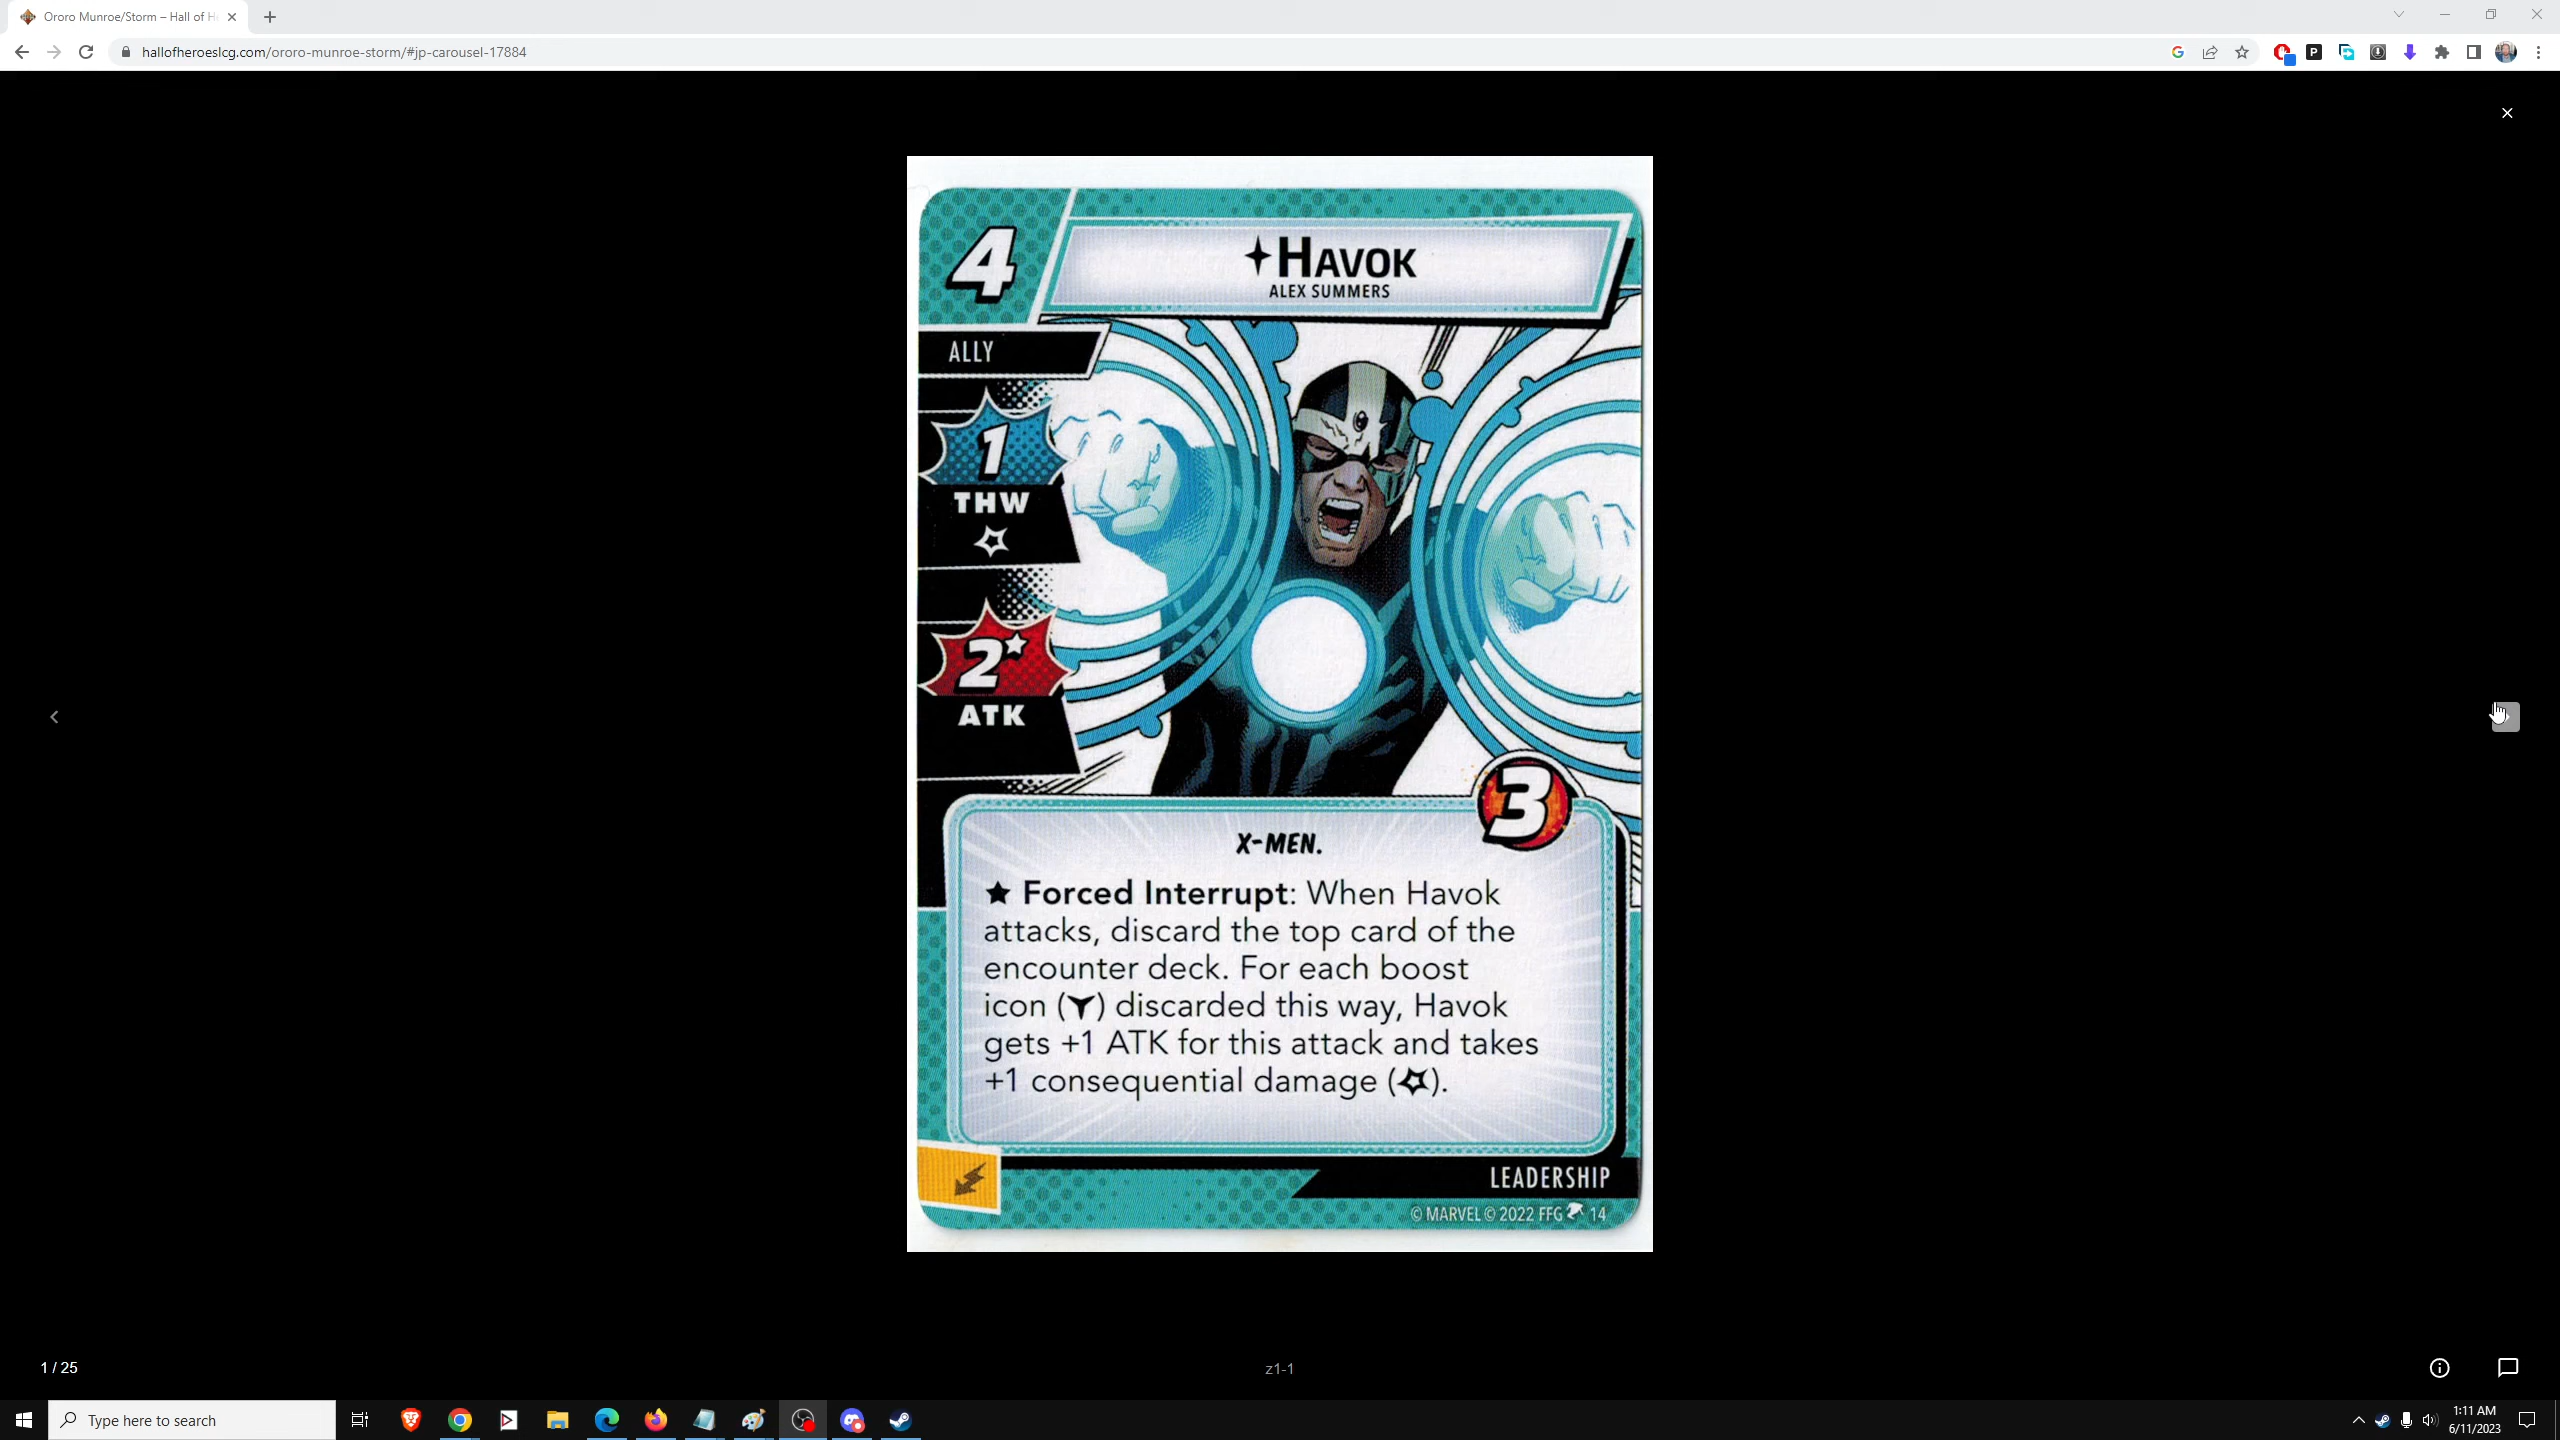 Ororo Munroe/Storm – Hall of H
hallofheroeslcg.com/ororo-munroe-storm/#jp-carousel-17884
4
HAVOK
ALEX SUMMERS
ALLY
1
THW
2
ATK
3
X-MEN.
Forced Interrupt: When Havok
attacks, discard the top card of the
encounter deck. For each boost
icon ( ) discarded this way, Havok
gets +1 ATK for this attack and takes
+1 consequential damage ( ).
LEADERSHIP
© MARVEL © 2022 FFG 14
1 / 25
z1-1
Type here to search
1:11 AM
6/11/2023